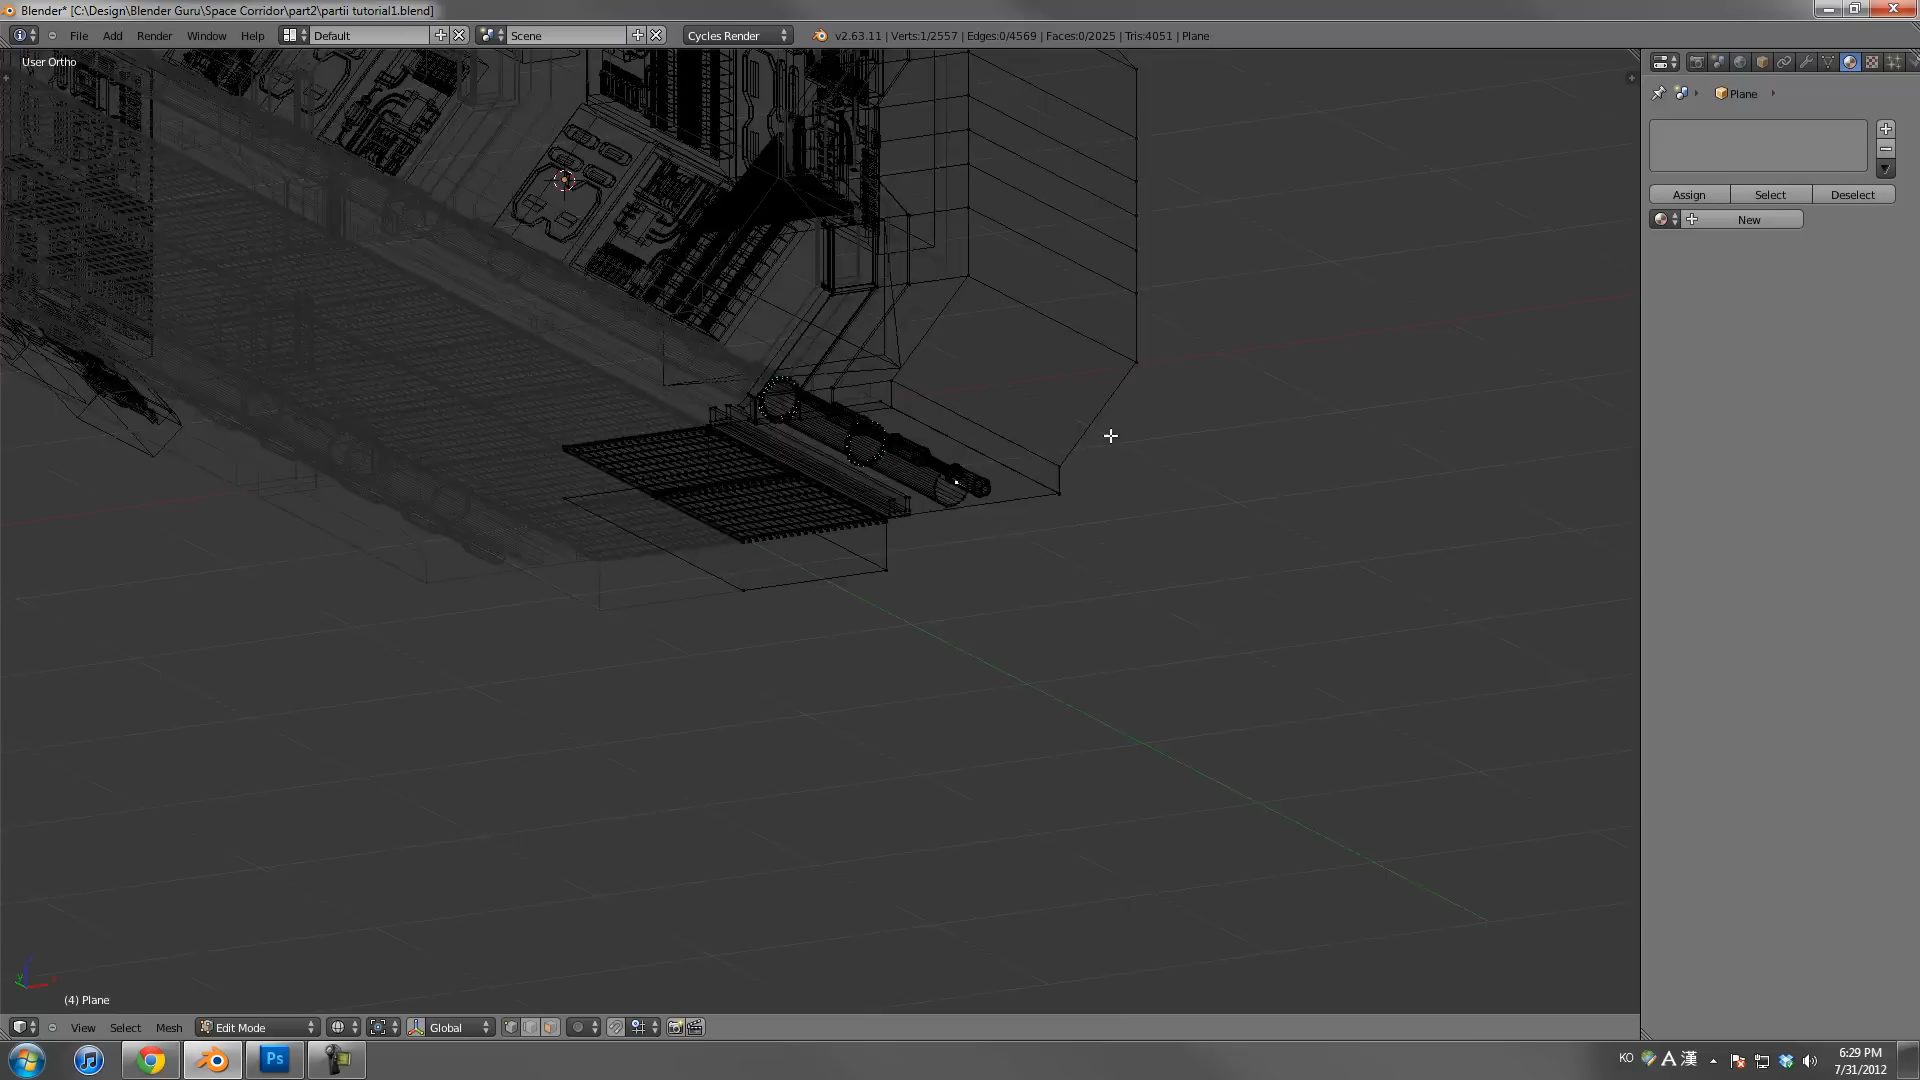 Blender* [C:\Design\Blender Guru\Space Corridor\part2\partii tutorial1.blend]
File Add Render Window Help Default Scene Cycles Render v2.63.11 | Verts:1/2557 | Edges:0/4569 | Faces:0/2025 | Tris:4051 | Plane
User Ortho
Plane
Assign Select Deselect
New
(4) Plane
View Select Mesh Edit Mode Global
Ps
KO A 漢
6:29 PM
7/31/2012